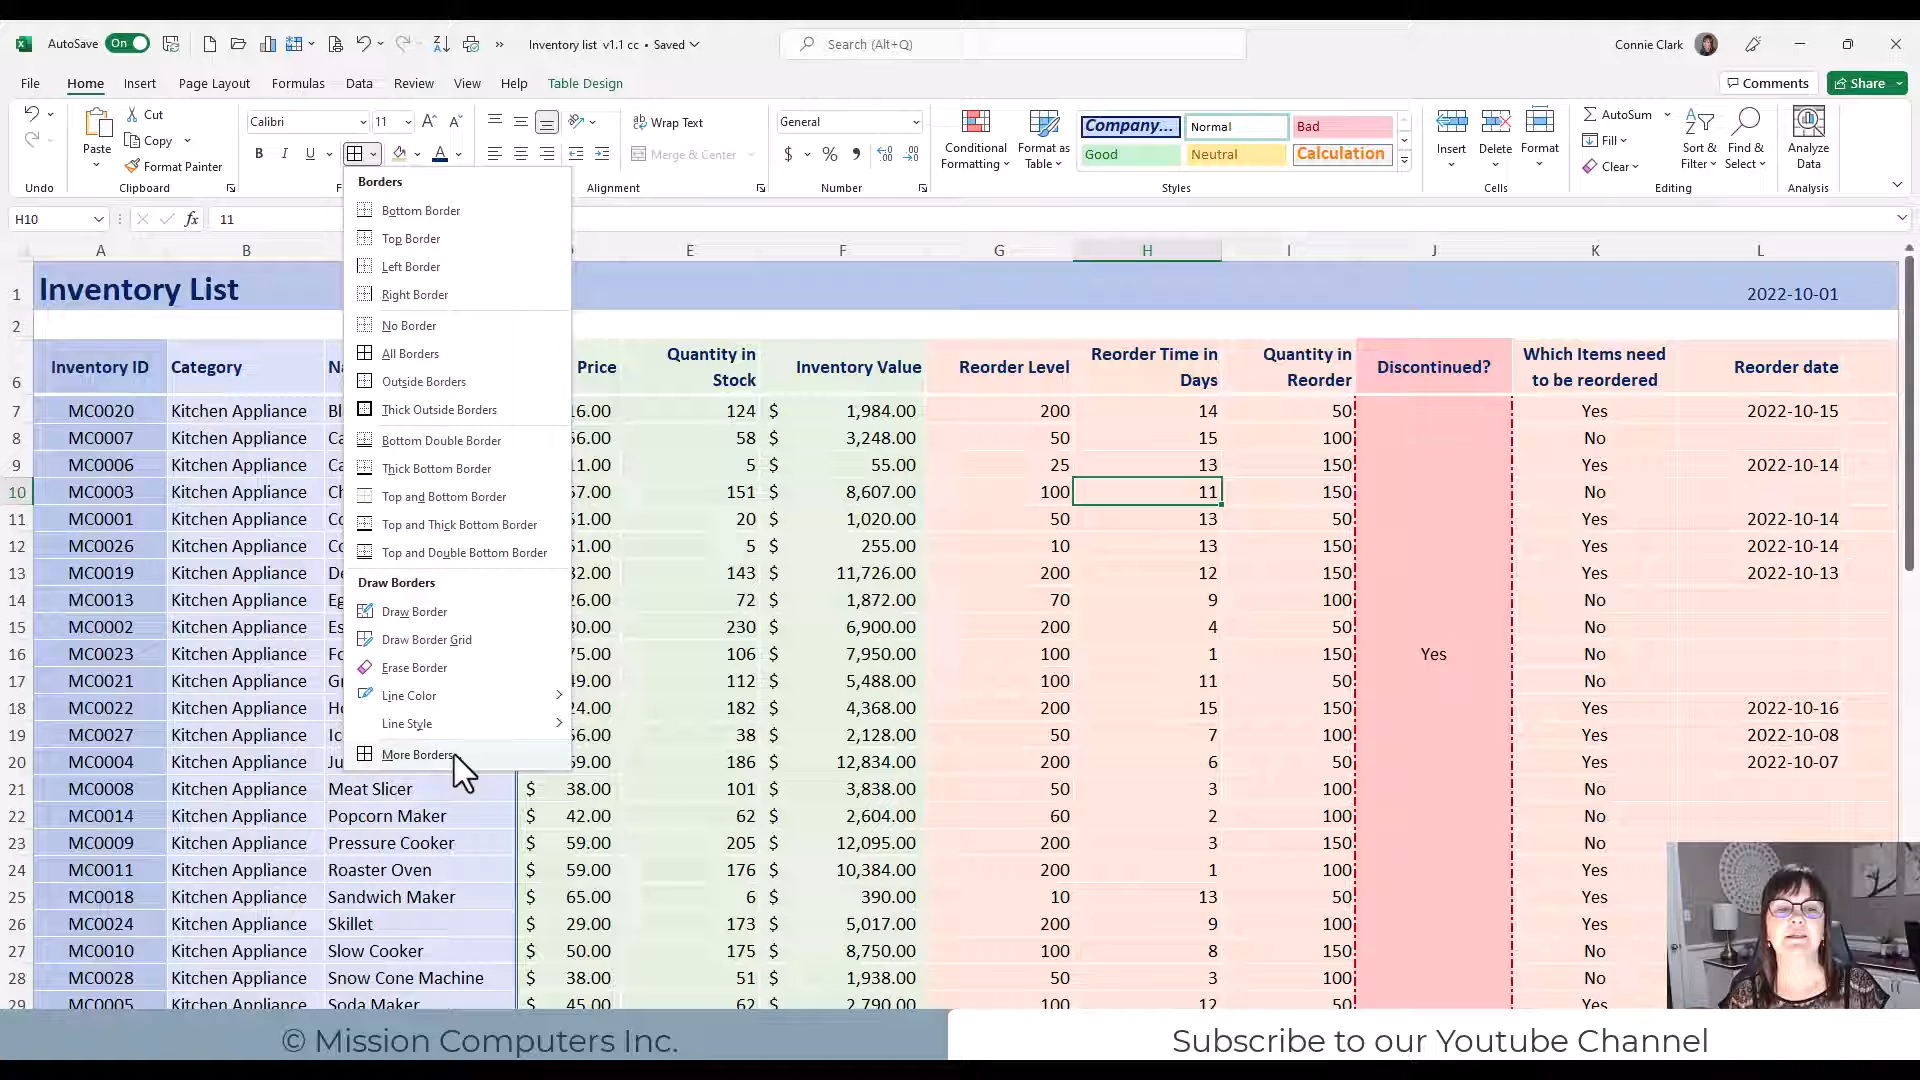 AutoSave On Inventory list v1.1 cc • Saved Search (Alt+Q) Connie Clark
File Home Insert Page Layout Formulas Data Review View Help Table Design Comments Share
Paste Cut Copy Format Painter
Calibri 11 B I U
Wrap Text Merge & Center
General $ %
Conditional Formatting Format as Table
Company... Normal Bad
Good Neutral Calculation
Insert Delete Format
AutoSum Fill Clear
Sort & Filter Find & Select
Analyze Data
Undo Clipboard Alignment Number Styles Cells Editing Analysis
H10 fx 11
Borders
Bottom Border
Top Border
Left Border
Right Border
No Border
All Borders
Outside Borders
Thick Outside Borders
Bottom Double Border
Thick Bottom Border
Top and Bottom Border
Top and Thick Bottom Border
Top and Double Bottom Border
Draw Borders
Draw Border
Draw Border Grid
Erase Border
Line Color
Line Style
More Borders
A B E F G H I J K L
1 Inventory List 2022-10-01
2
6 Inventory ID Category Na Price Quantity in Stock Inventory Value Reorder Level Reorder Time in Days Quantity in Reorder Discontinued? Which Items need to be reordered Reorder date
7 MC0020 Kitchen Appliance Bl 16.00 124 $ 1,984.00 200 14 50 Yes 2022-10-15
8 MC0007 Kitchen Appliance Ca 56.00 58 $ 3,248.00 50 15 100 No
9 MC0006 Kitchen Appliance Ca 11.00 5 $ 55.00 25 13 150 Yes 2022-10-14
10 MC0003 Kitchen Appliance Ch 57.00 151 $ 8,607.00 100 11 150 No
11 MC0001 Kitchen Appliance Co 51.00 20 $ 1,020.00 50 13 50 Yes 2022-10-14
12 MC0026 Kitchen Appliance Co 51.00 5 $ 255.00 10 13 150 Yes 2022-10-14
13 MC0019 Kitchen Appliance De 82.00 143 $ 11,726.00 200 12 150 Yes 2022-10-13
14 MC0013 Kitchen Appliance Eg 26.00 72 $ 1,872.00 70 9 100 No
15 MC0002 Kitchen Appliance Es 30.00 230 $ 6,900.00 200 4 50 No
16 MC0023 Kitchen Appliance Fo 75.00 106 $ 7,950.00 100 1 150 Yes No
17 MC0021 Kitchen Appliance Gr 49.00 112 $ 5,488.00 100 11 50 No
18 MC0022 Kitchen Appliance Ho 24.00 182 $ 4,368.00 200 15 150 Yes 2022-10-16
19 MC0027 Kitchen Appliance Ic 56.00 38 $ 2,128.00 50 7 100 Yes 2022-10-08
20 MC0004 Kitchen Appliance Ju 69.00 186 $ 12,834.00 200 6 50 Yes 2022-10-07
21 MC0008 Kitchen Appliance Meat Slicer $ 38.00 101 $ 3,838.00 50 3 100 No
22 MC0014 Kitchen Appliance Popcorn Maker $ 42.00 62 $ 2,604.00 60 2 100 No
23 MC0009 Kitchen Appliance Pressure Cooker $ 59.00 205 $ 12,095.00 200 3 150 No
24 MC0011 Kitchen Appliance Roaster Oven $ 59.00 176 $ 10,384.00 200 1 100 Yes
25 MC0018 Kitchen Appliance Sandwich Maker $ 65.00 6 $ 390.00 10 13 50 Yes
26 MC0024 Kitchen Appliance Skillet $ 29.00 173 $ 5,017.00 200 9 100 Yes
27 MC0010 Kitchen Appliance Slow Cooker $ 50.00 175 $ 8,750.00 100 8 150 No
28 MC0028 Kitchen Appliance Snow Cone Machine $ 38.00 51 $ 1,938.00 50 3 100 No
29 MC0005 Kitchen Appliance Soda Maker $ 45.00 62 $ 2,790.00 100 12 50 Yes
© Mission Computers Inc. Subscribe to our Youtube Channel